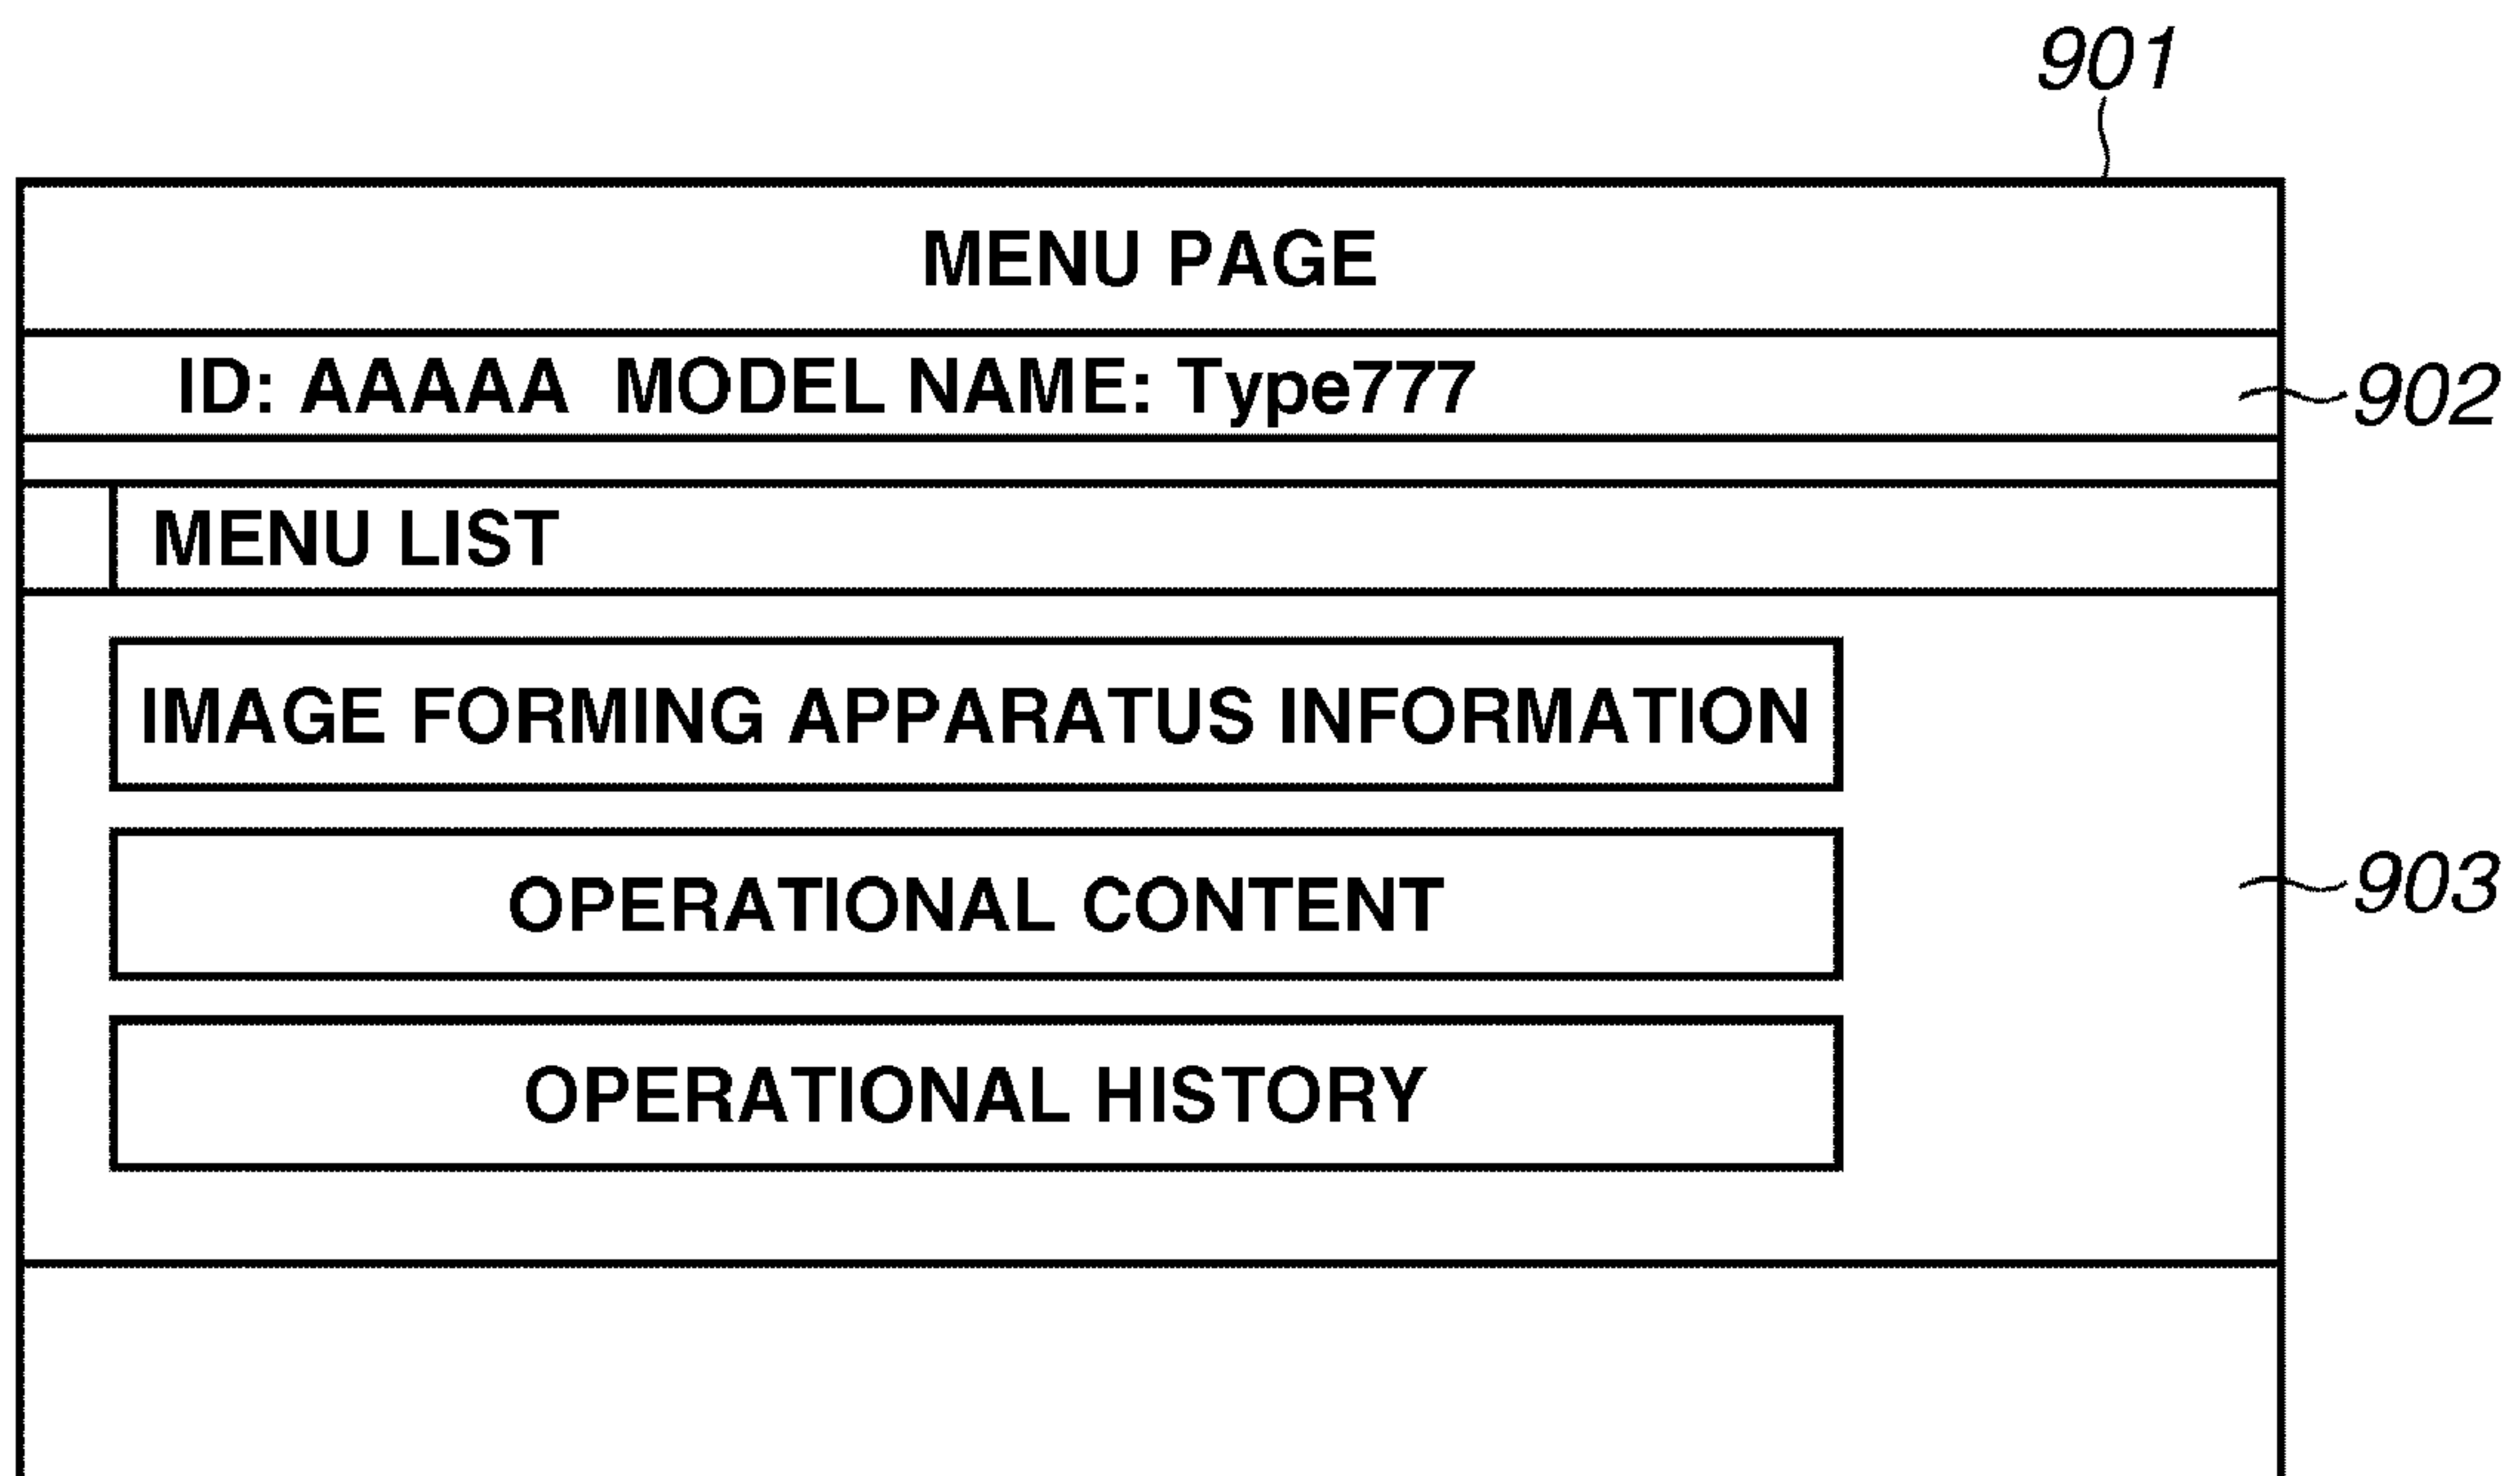 901
MENU PAGE
ID: AAAAA MODEL NAME: Type777
902
MENU LIST
IMAGE FORMING APPARATUS INFORMATION
OPERATIONAL CONTENT
903
OPERATIONAL HISTORY